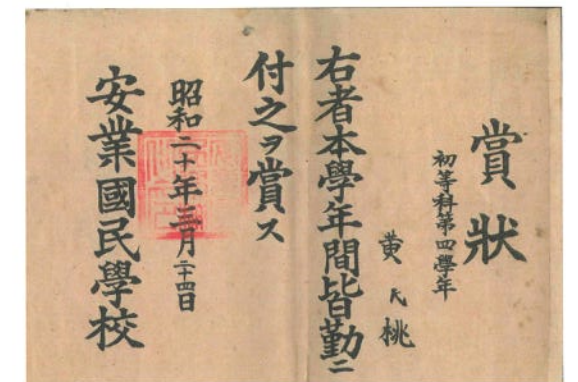 賞狀
初等科第四學年
黄氏桃
右者本學年間皆勤ニ
付之ヲ賞ス
昭和二十年三月二十四日
安業國民學校